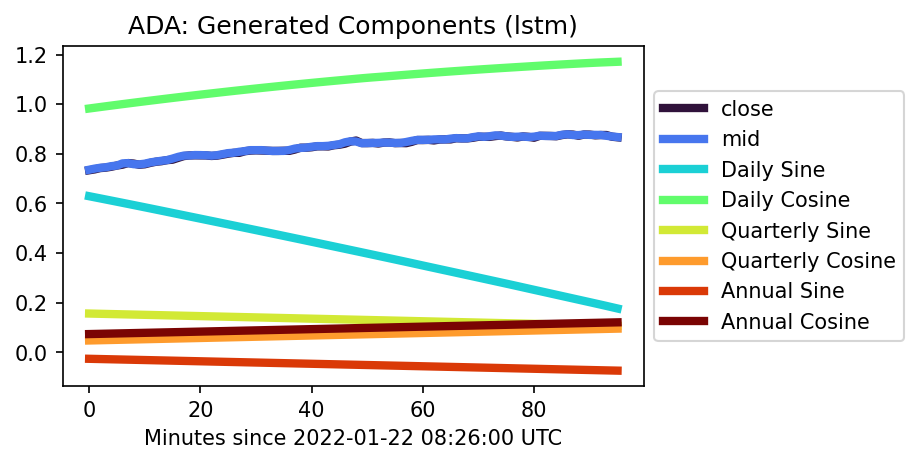 ADA: Generated Components (lstm)
1.2
1.0
0.8
0.6
0.4
0.2
0.0
0 20 40 60 80
Minutes since 2022-01-22 08:26:00 UTC
close
mid
Daily Sine
Daily Cosine
Quarterly Sine
Quarterly Cosine
Annual Sine
Annual Cosine